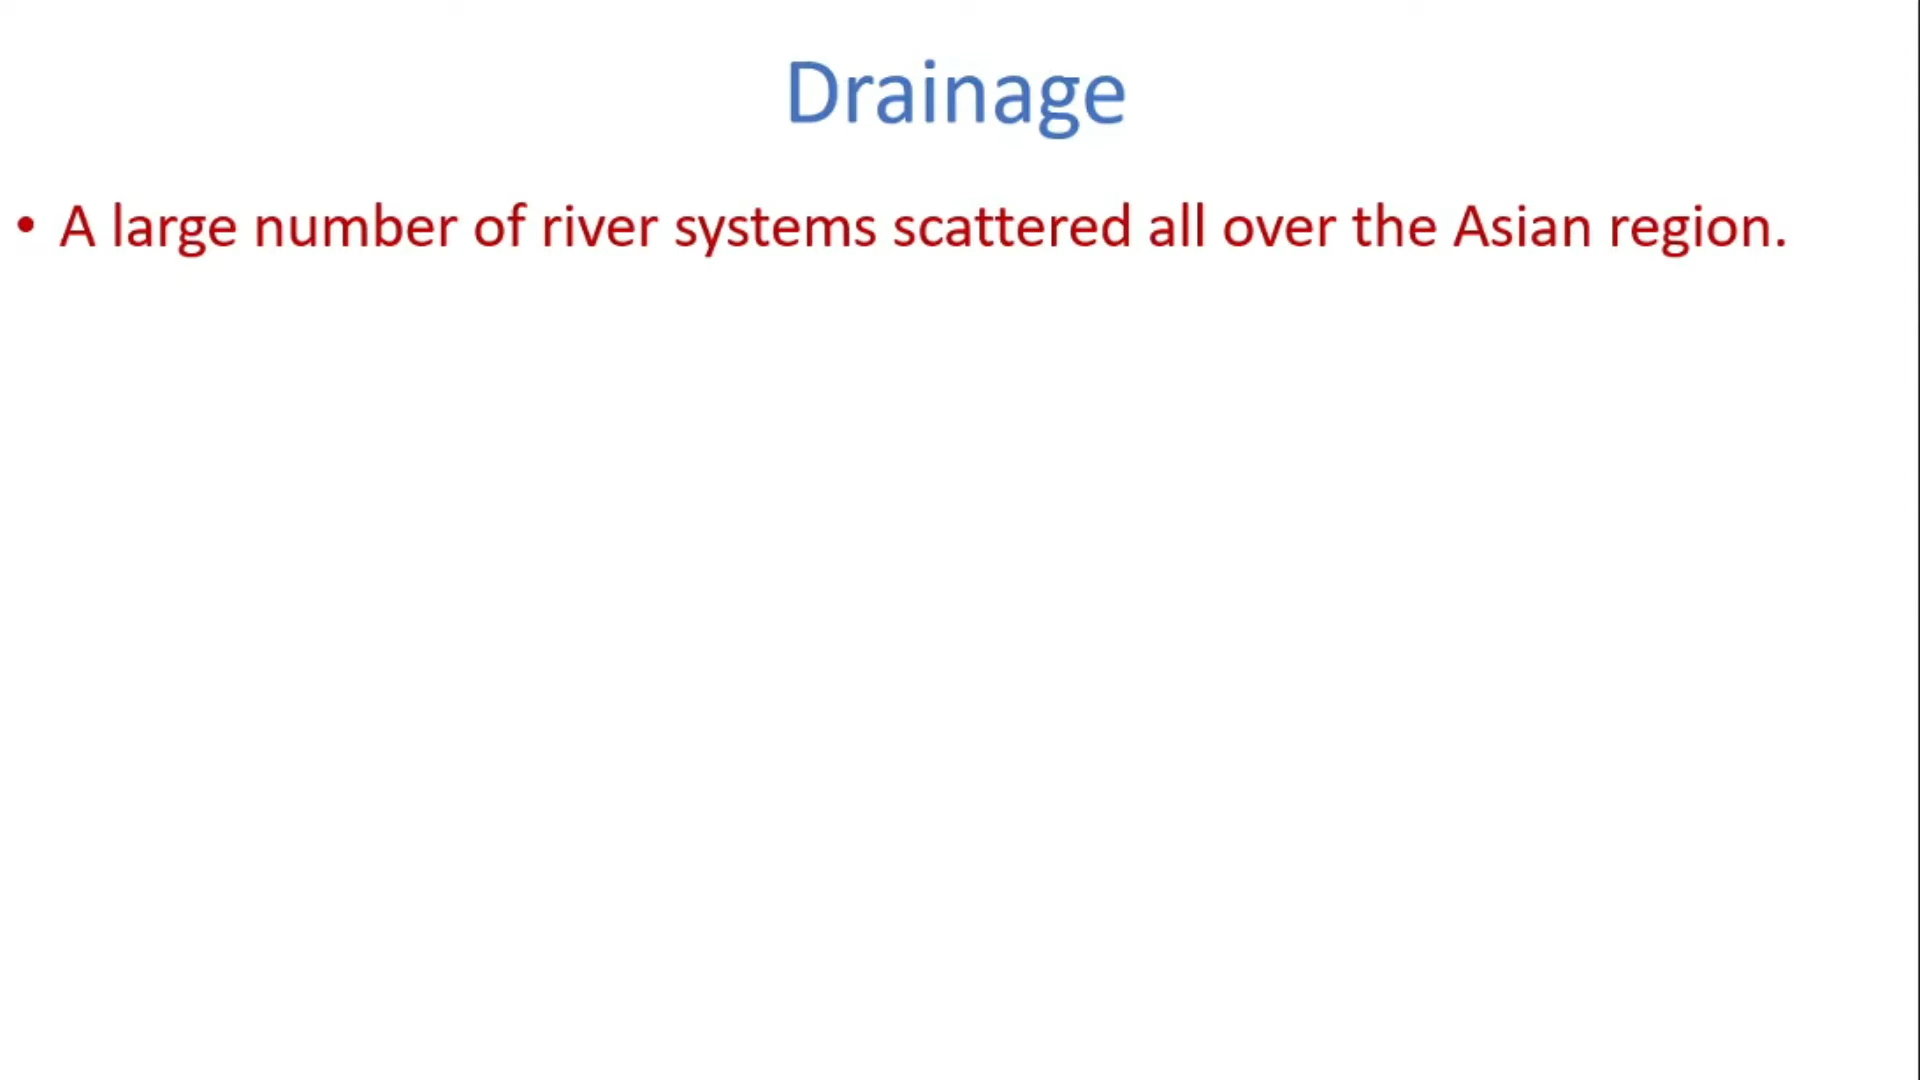 Drainage
• A large number of river systems scattered all over the Asian region.